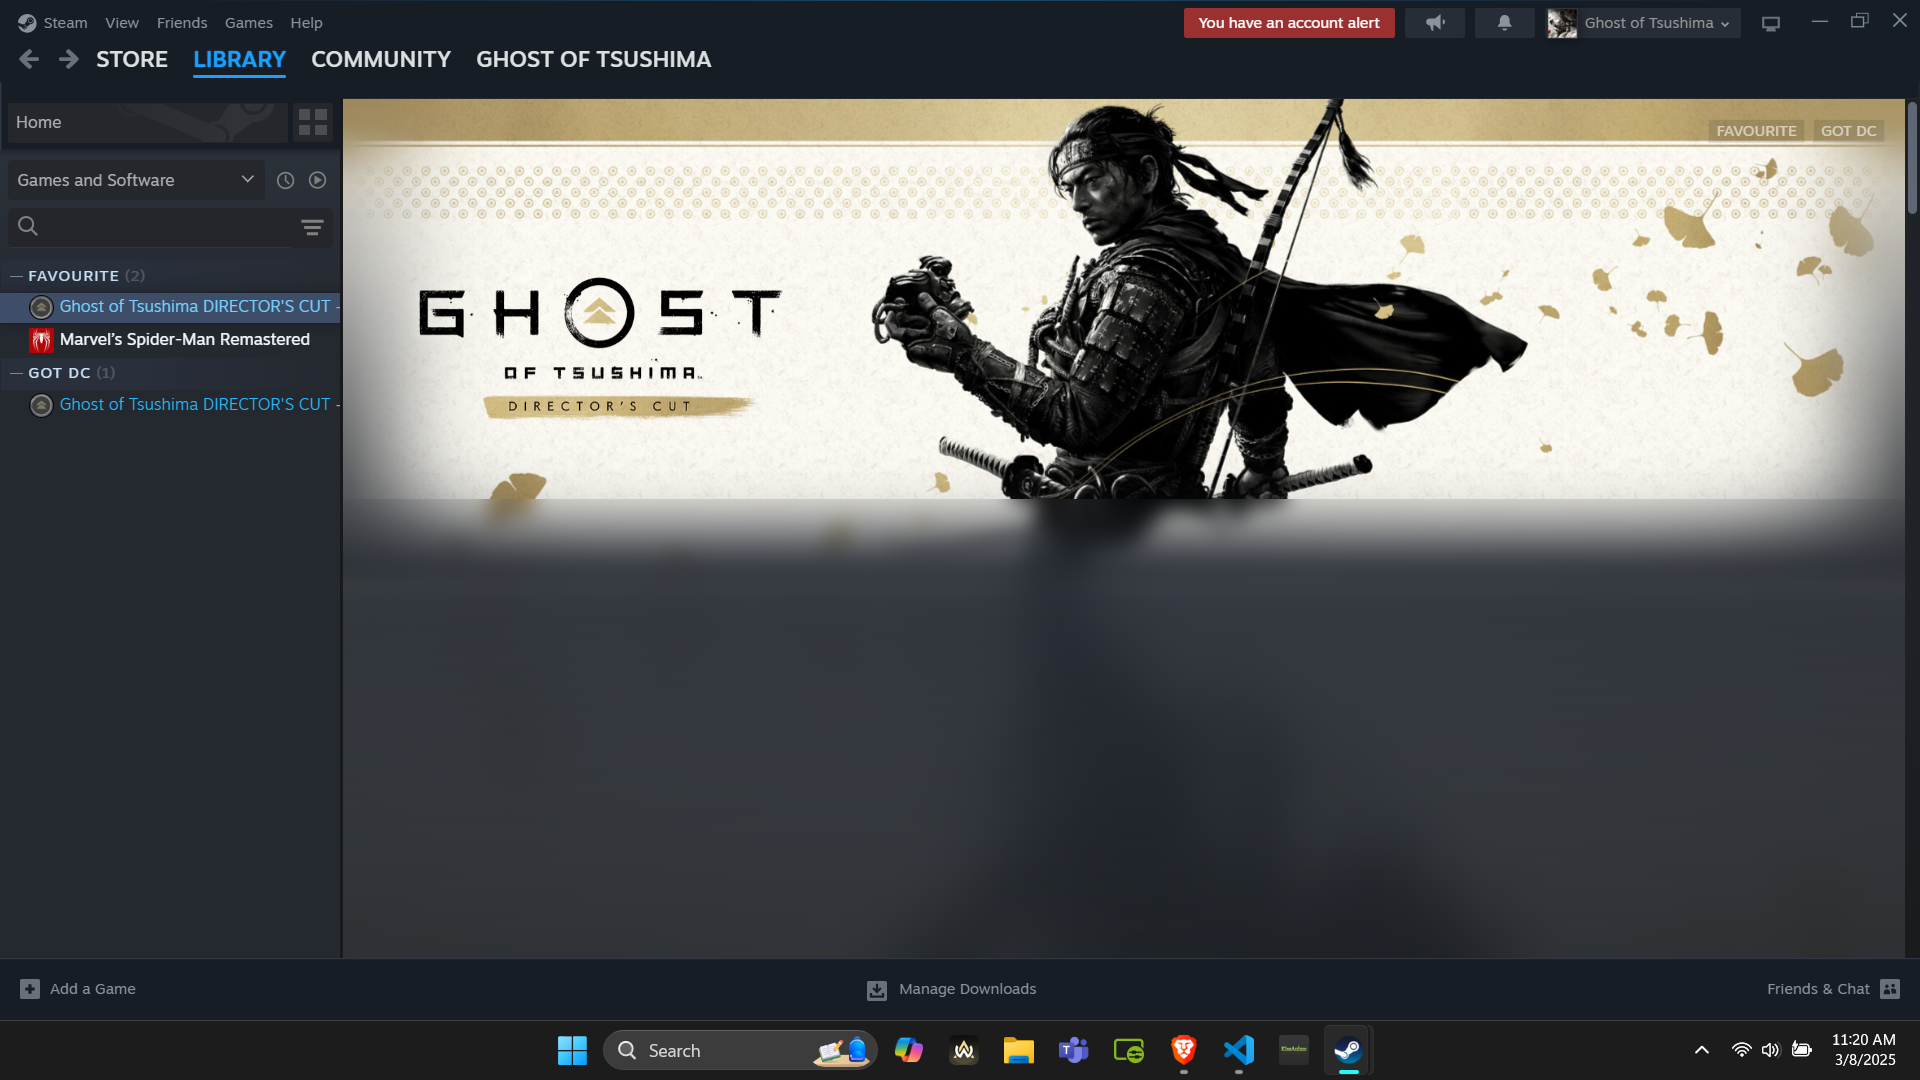 Steam View Friends Games Help
You have an account alert
Ghost of Tsushima
STORE LIBRARY COMMUNITY GHOST OF TSUSHIMA
Home
Games and Software
FAVOURITE (2)
Ghost of Tsushima DIRECTOR'S CUT -
Marvel's Spider-Man Remastered
GOT DC (1)
Ghost of Tsushima DIRECTOR'S CUT -
FAVOURITE GOT DC
GHOST
OF TSUSHIMA
DIRECTOR'S CUT
Add a Game
Manage Downloads
Friends & Chat
Search
11:20 AM
3/8/2025